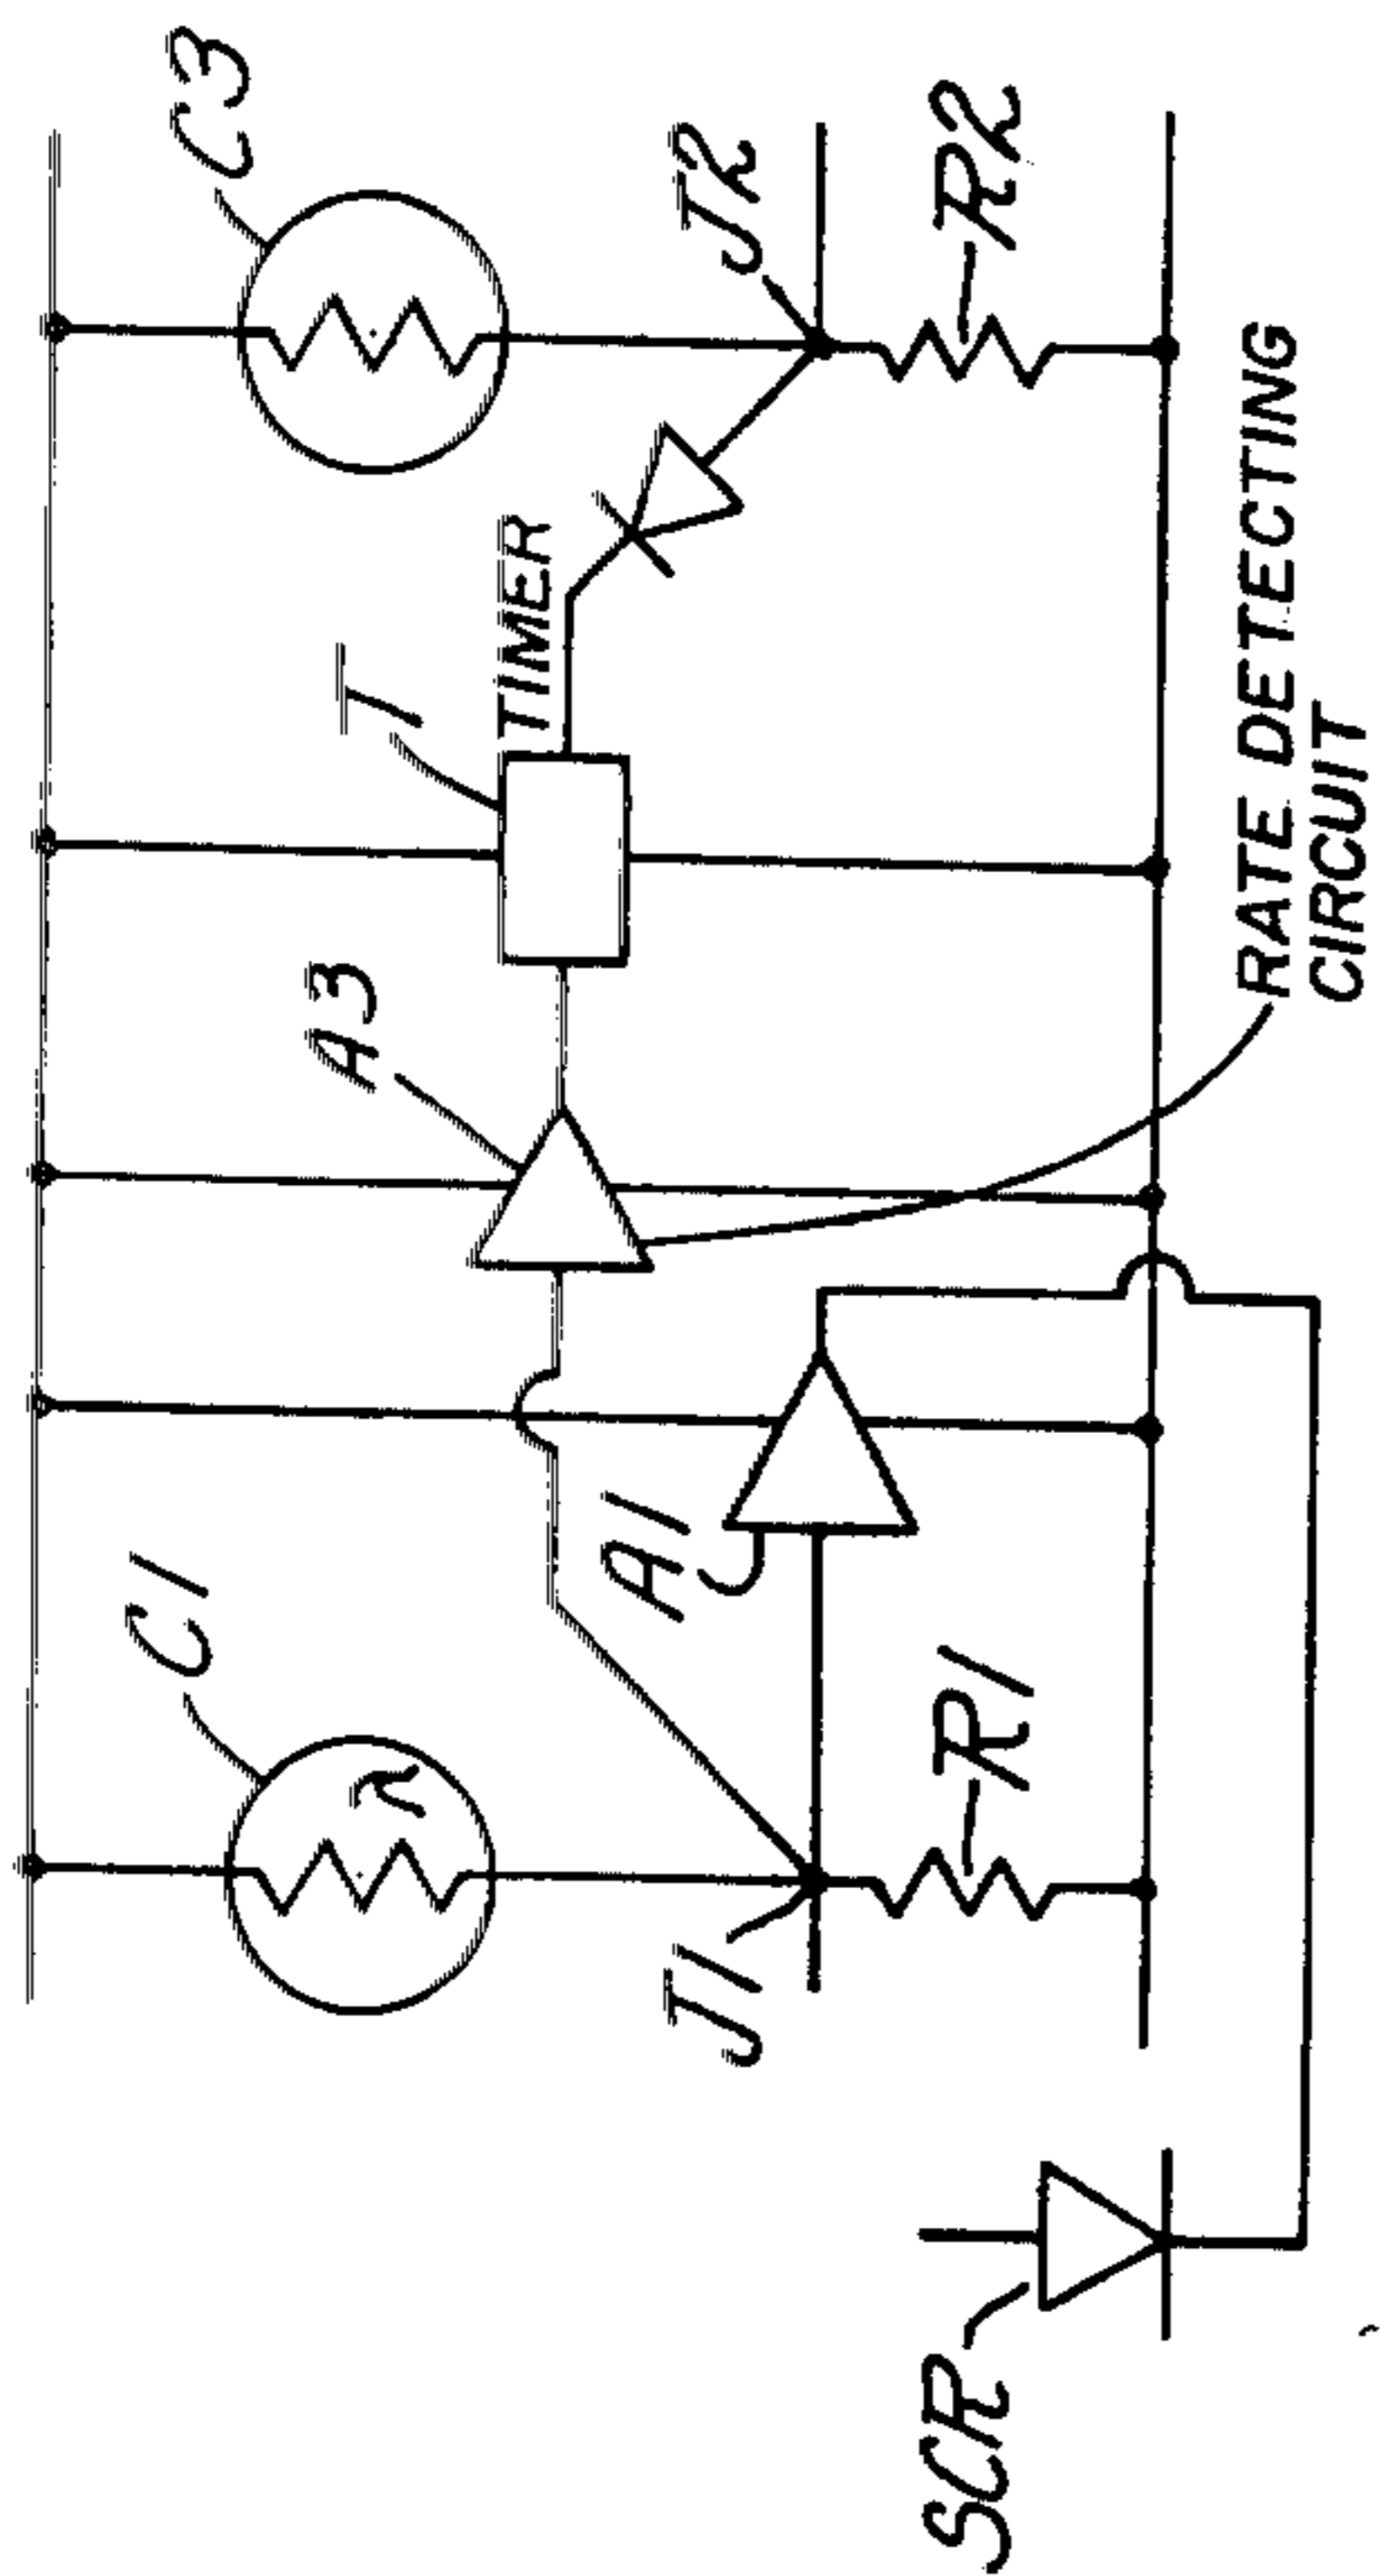 C1
A3
T
C3
TIMER
A1
J1
J2
R1
R2
SCR
RATE DETECTING
CIRCUIT